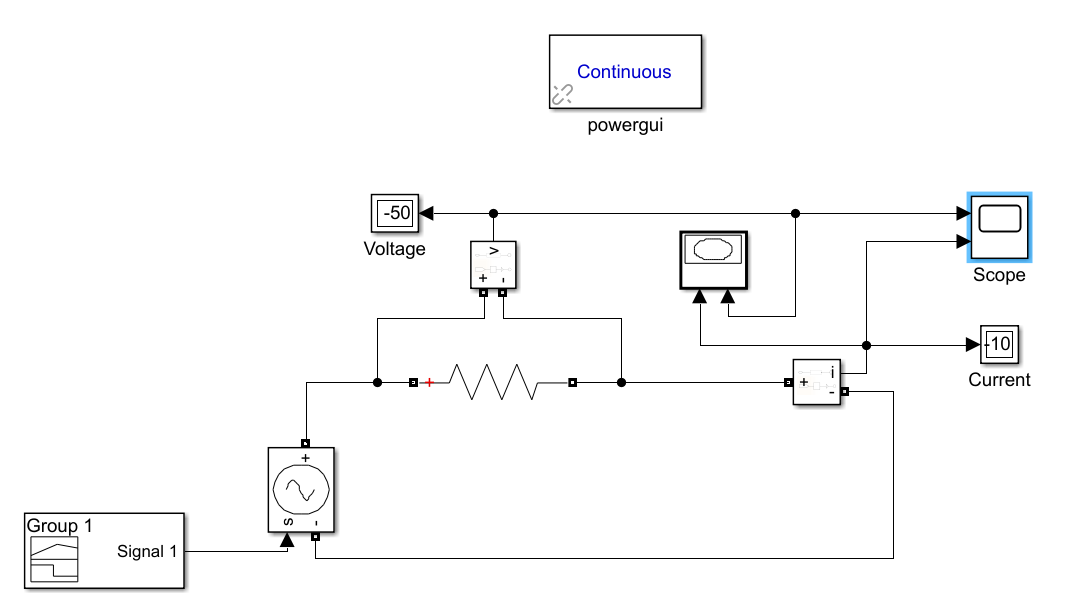 Continuous
powergui
-50
Voltage
v
+ -
Scope
-10
Current
i
+
-
+
+
s -
Group 1
Signal 1